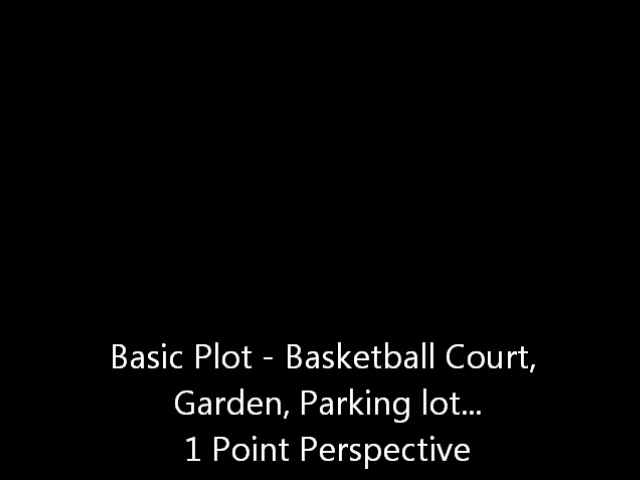 Basic Plot - Basketball Court,
Garden, Parking lot...
1 Point Perspective